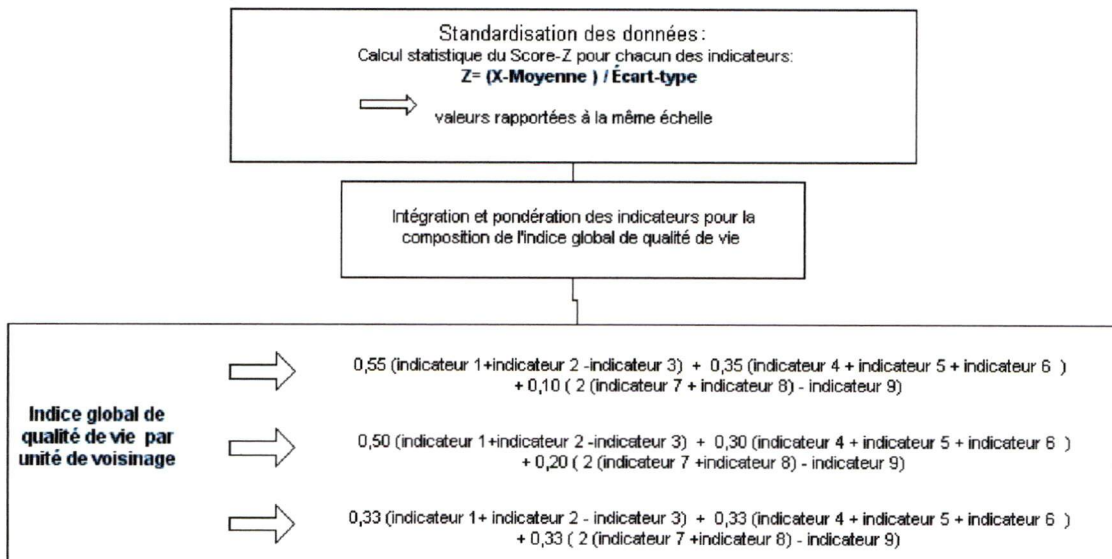 Standardisation des données:
Calcul statistique du Score-Z pour chacun des indicateurs:
Z= (X-Moyenne ) / Écart-type
valeurs rapportées à la même échelle
Intégration et pondération des indicateurs pour la
composition de l'indice global de qualité de vie
Indice global de
qualité de vie par
unité de voisinage
0,55 (indicateur 1+indicateur 2 -indicateur 3) + 0,35 (indicateur 4 + indicateur 5 + indicateur 6 )
+ 0,10 ( 2 (indicateur 7 + indicateur 8) - indicateur 9)
0,50 (indicateur 1+indicateur 2 -indicateur 3) + 0,30 (indicateur 4 + indicateur 5 + indicateur 6 )
+ 0,20 ( 2 (indicateur 7 +indicateur 8) - indicateur 9)
0,33 (indicateur 1+ indicateur 2 - indicateur 3) + 0,33 (indicateur 4 + indicateur 5 + indicateur 6 )
+ 0,33 ( 2 (indicateur 7 +indicateur 8) - indicateur 9)